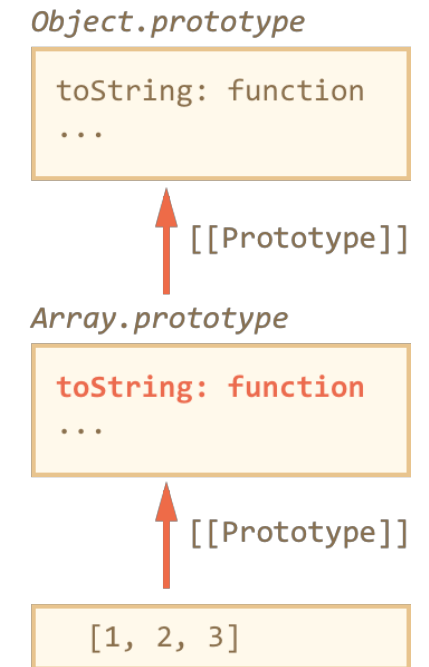 Object.prototype
toString: function
...
[[Prototype]]
Array.prototype
toString: function
...
[[Prototype]]
[1, 2, 3]